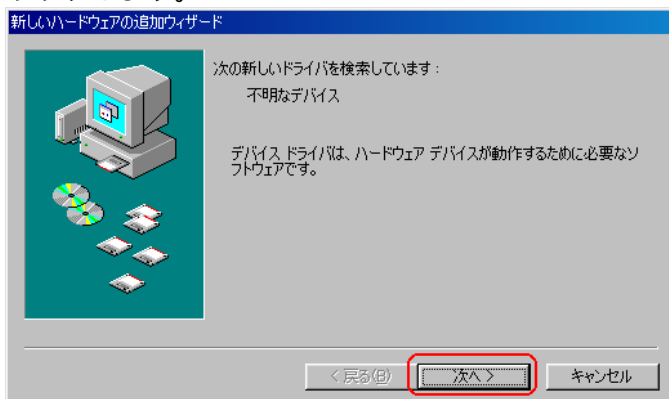 新しいハードウェアの追加ウィザード
次の新しいドライバを検索しています：
不明なデバイス
デバイス ドライバは、ハードウェア デバイスが動作するために必要なソ
フトウェアです。
< 戻る(B)
次へ >
キャンセル